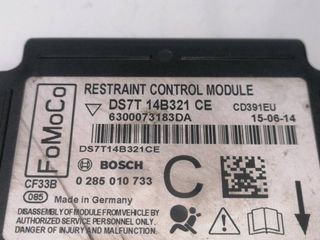 RESTRAINT CONTROL MODULE
DS7T 14B321 CE CD391EU
6300073183DA 15-06-14
FoMoCo
DS7T14B321CE
BOSCH
CF33B
0 285 010 733
C
065
MADE IN GERMANY
DISASSEMBLY OF MODULE FROM VEHICLE BY
AUTHORIZED SERVICE PERSONNEL ONLY.
DANGER OF INJURY AND MALFUNCTION